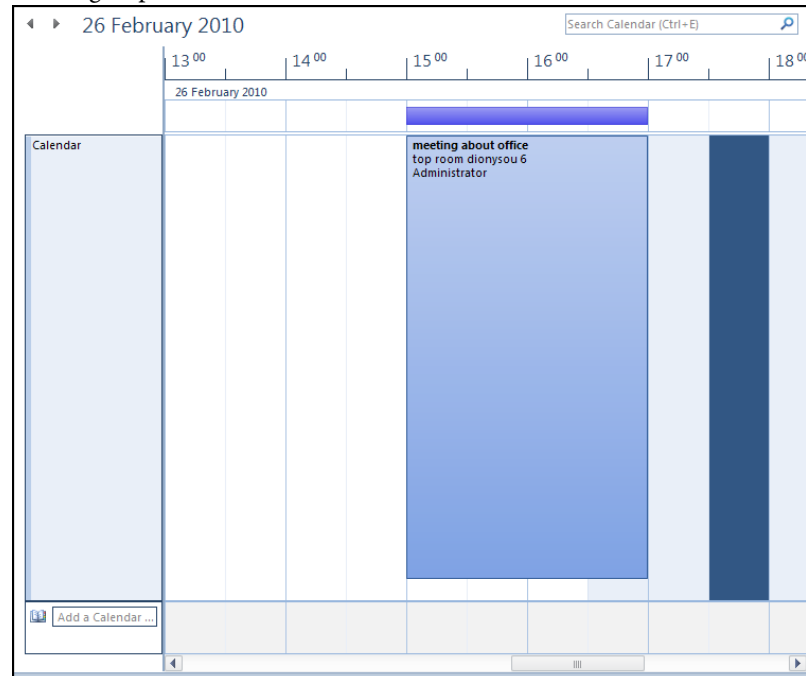 26 February 2010
Search Calendar (Ctrl+E)
13 00 14 00 15 00 16 00 17 00 18
26 February 2010
Calendar
meeting about office
top room dionysou 6
Administrator
Add a Calendar ...